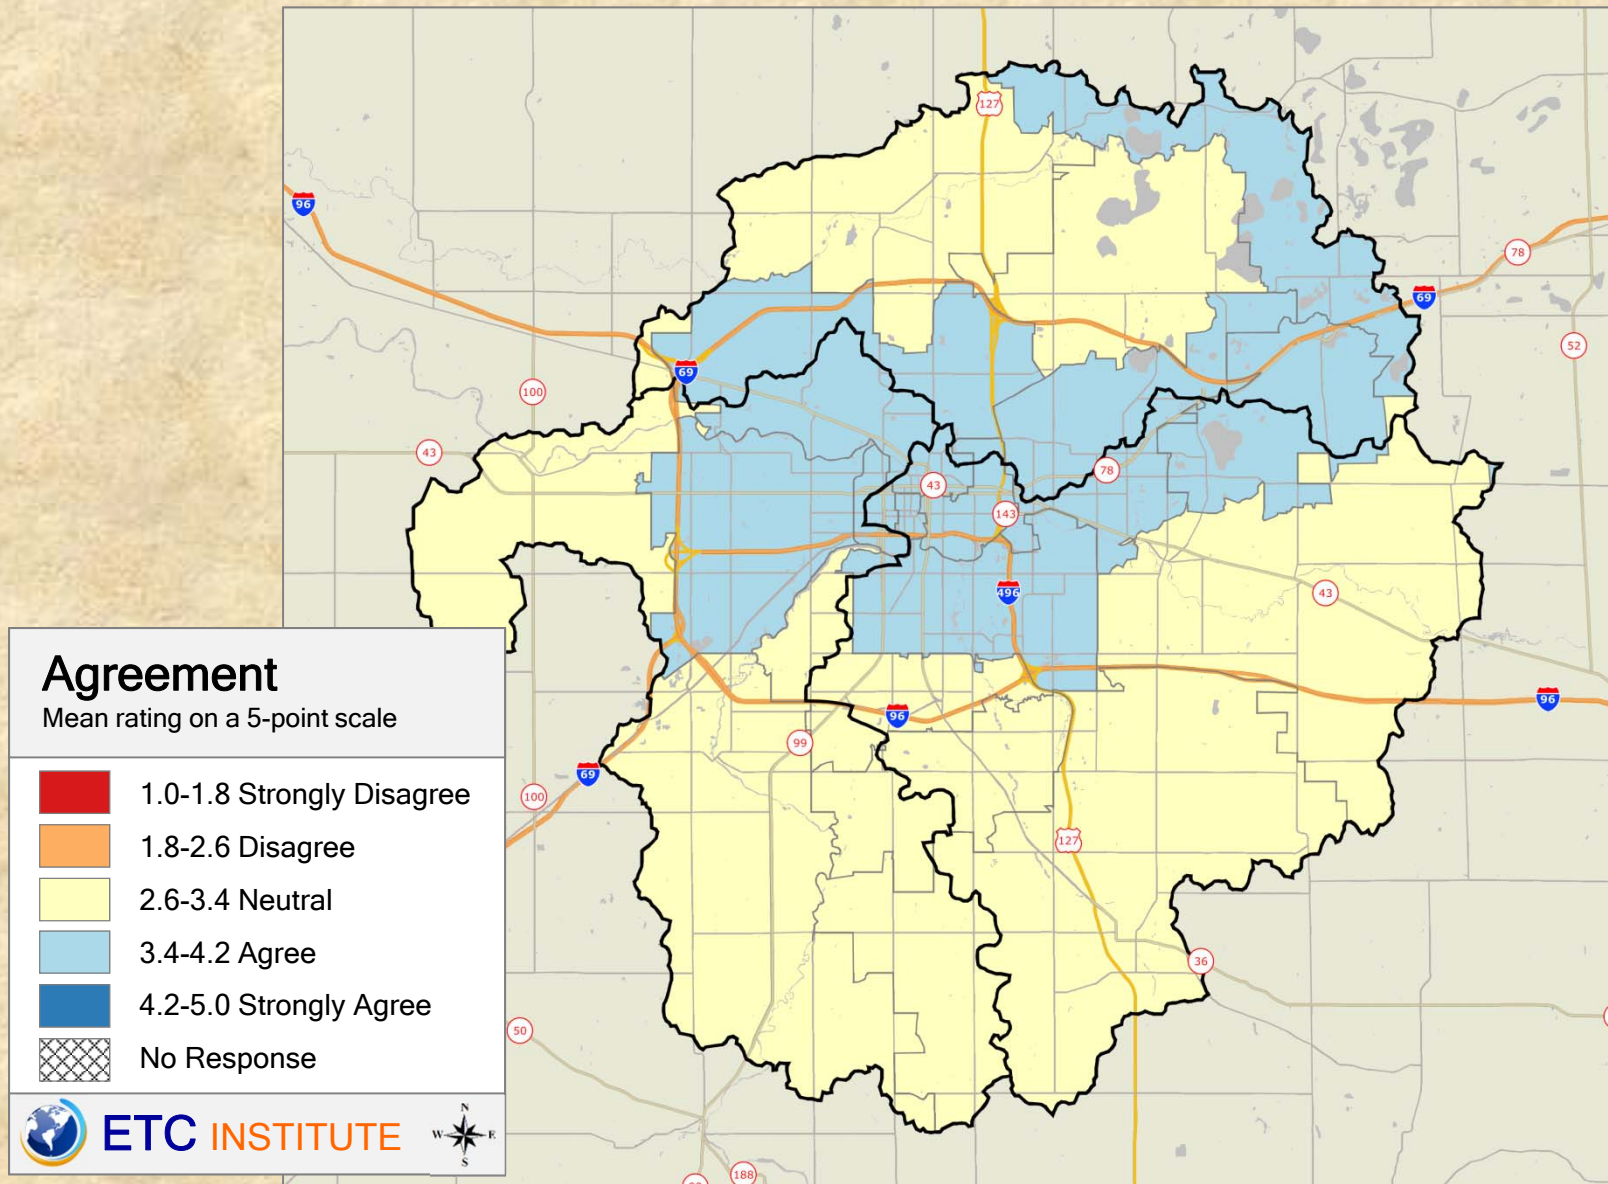 127
96
78
69
52
69
100
43
78
43
143
496
43
96
96
99
69
100
127
36
50
188
Agreement
Mean rating on a 5-point scale
1.0-1.8 Strongly Disagree
1.8-2.6 Disagree
2.6-3.4 Neutral
3.4-4.2 Agree
4.2-5.0 Strongly Agree
No Response
ETC INSTITUTE
N
W E
S